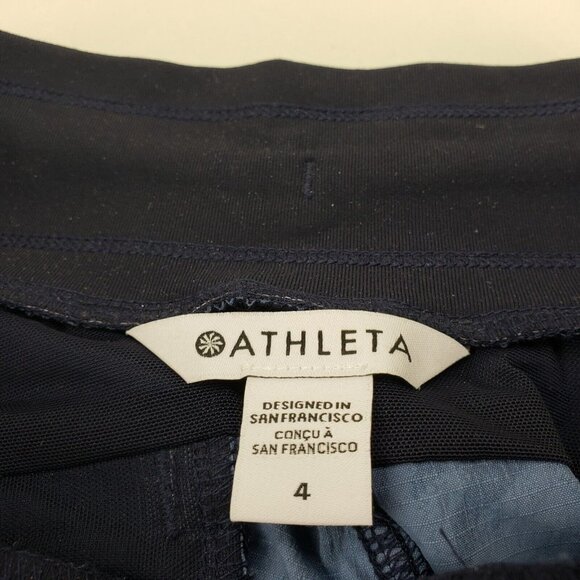 ATHLETA
DESIGNED IN
SAN FRANCISCO
CONÇU À
SAN FRANCISCO
4